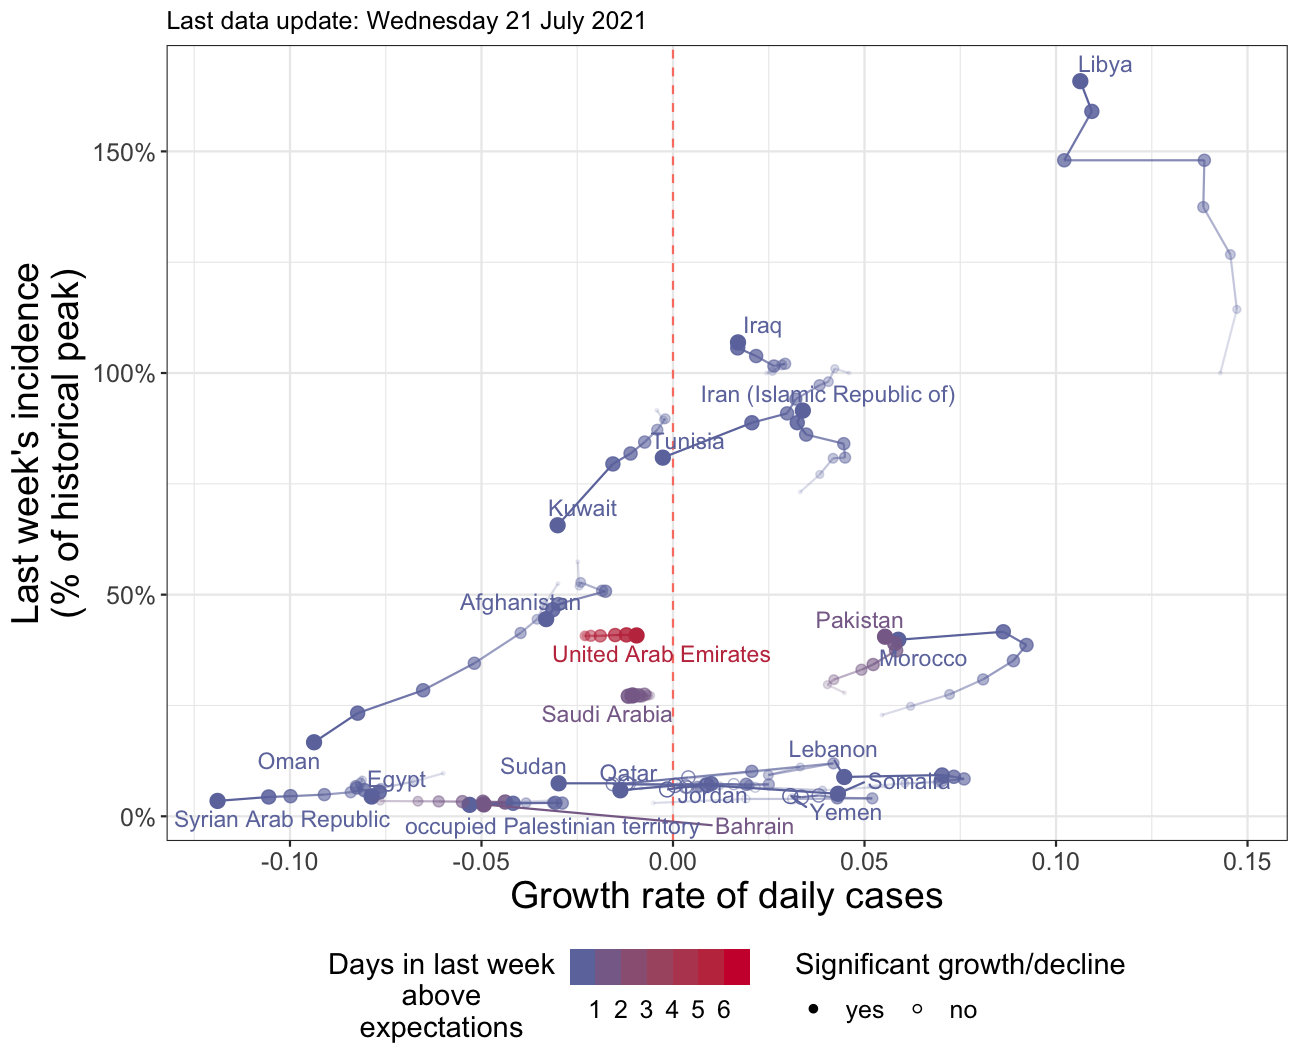 Last data update: Wednesday 21 July 2021
Last week's incidence
(% of historical peak)
150%
100%
50%
0%
Libya
Iraq
Iran (Islamic Republic of)
Tunisia
Kuwait
Afghanistan
Pakistan
United Arab Emirates
Morocco
Saudi Arabia
Lebanon
Oman
Sudan
Qatar
Egypt
Somalia
Jordan
Yemen
Syrian Arab Republic
occupied Palestinian territory
Bahrain
-0.10
-0.05
0.00
0.05
0.10
0.15
Growth rate of daily cases
Days in last week
above
expectations
1 2 3 4 5 6
Significant growth/decline
yes
no